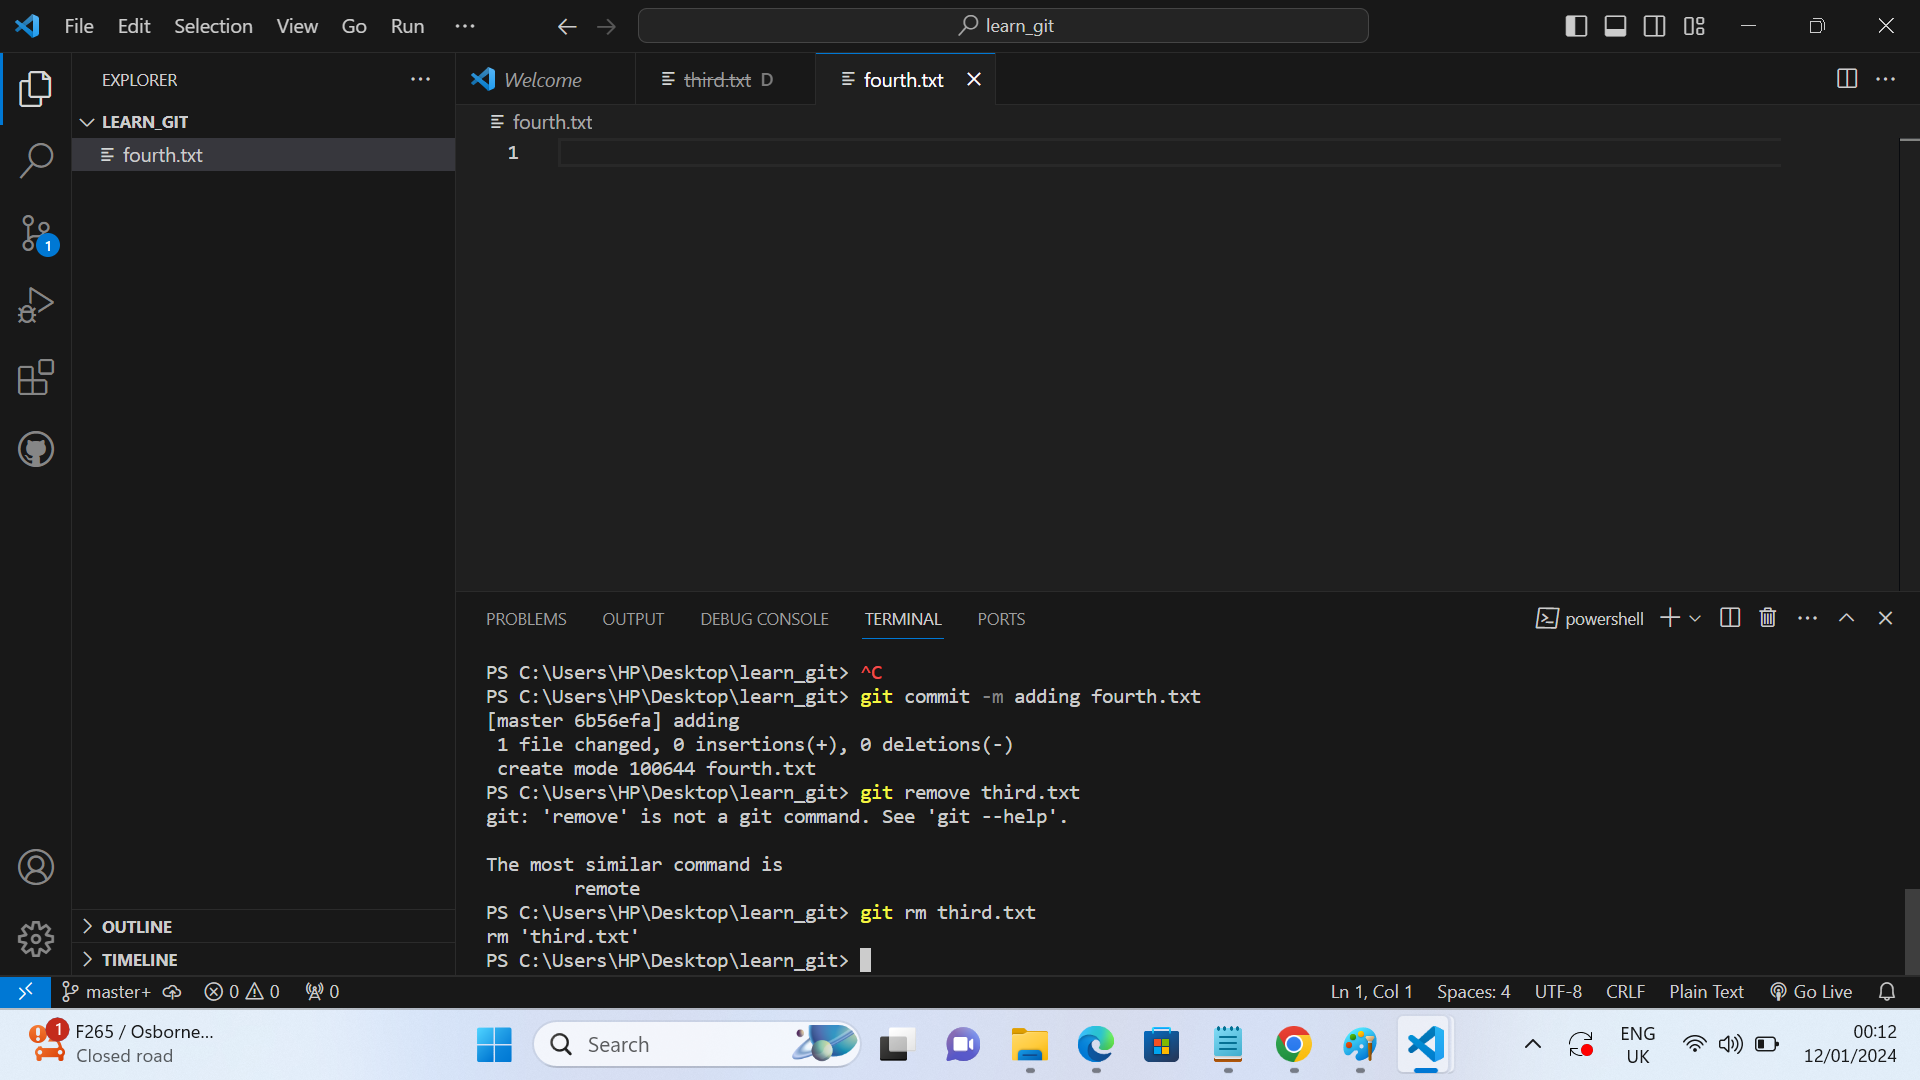 File Edit Selection View Go Run ···
learn_git
EXPLORER ···
Welcome third.txt D fourth.txt
LEARN_GIT
fourth.txt
fourth.txt
1
1
PROBLEMS OUTPUT DEBUG CONSOLE TERMINAL PORTS
powershell
PS C:\Users\HP\Desktop\learn_git> ^C
PS C:\Users\HP\Desktop\learn_git> git commit -m adding fourth.txt
[master 6b56efa] adding
1 file changed, 0 insertions(+), 0 deletions(-)
create mode 100644 fourth.txt
PS C:\Users\HP\Desktop\learn_git> git remove third.txt
git: 'remove' is not a git command. See 'git --help'.
The most similar command is
remote
PS C:\Users\HP\Desktop\learn_git> git rm third.txt
rm 'third.txt'
PS C:\Users\HP\Desktop\learn_git>
OUTLINE
TIMELINE
master+ 0 0 0
Ln 1, Col 1 Spaces: 4 UTF-8 CRLF Plain Text Go Live
1
F265 / Osborne...
Closed road
Search
ENG
UK
00:12
12/01/2024